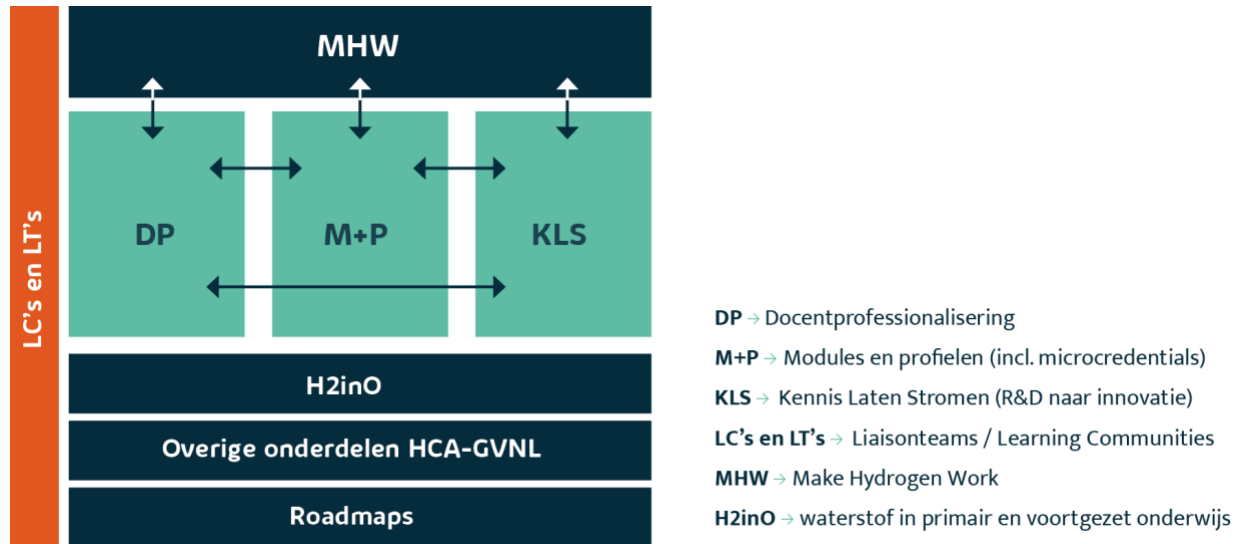 LC's en LT's
MHW
DP
M+P
KLS
H2inO
Overige onderdelen HCA-GVNL
Roadmaps
DP → Docentprofessionalisering
M+P → Modules en profielen (incl. microcredentials)
KLS → Kennis Laten Stromen (R&D naar innovatie)
LC's en LT's → Liaisonteams / Learning Communities
MHW → Make Hydrogen Work
H2inO → waterstof in primair en voortgezet onderwijs